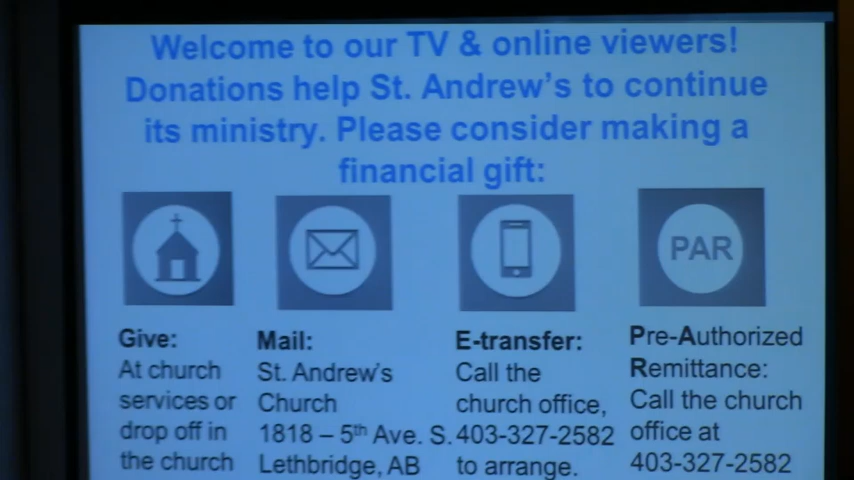 Welcome to our TV & online viewers!
Donations help St. Andrew's to continue
its ministry. Please consider making a
financial gift:
PAR
Give:
At church
services or
drop off in
the church
Mail:
St. Andrew's
Church
1818 – 5th Ave. S.
Lethbridge, AB
E-transfer:
Call the
church office,
403-327-2582
to arrange.
Pre-Authorized
Remittance:
Call the church
office at
403-327-2582